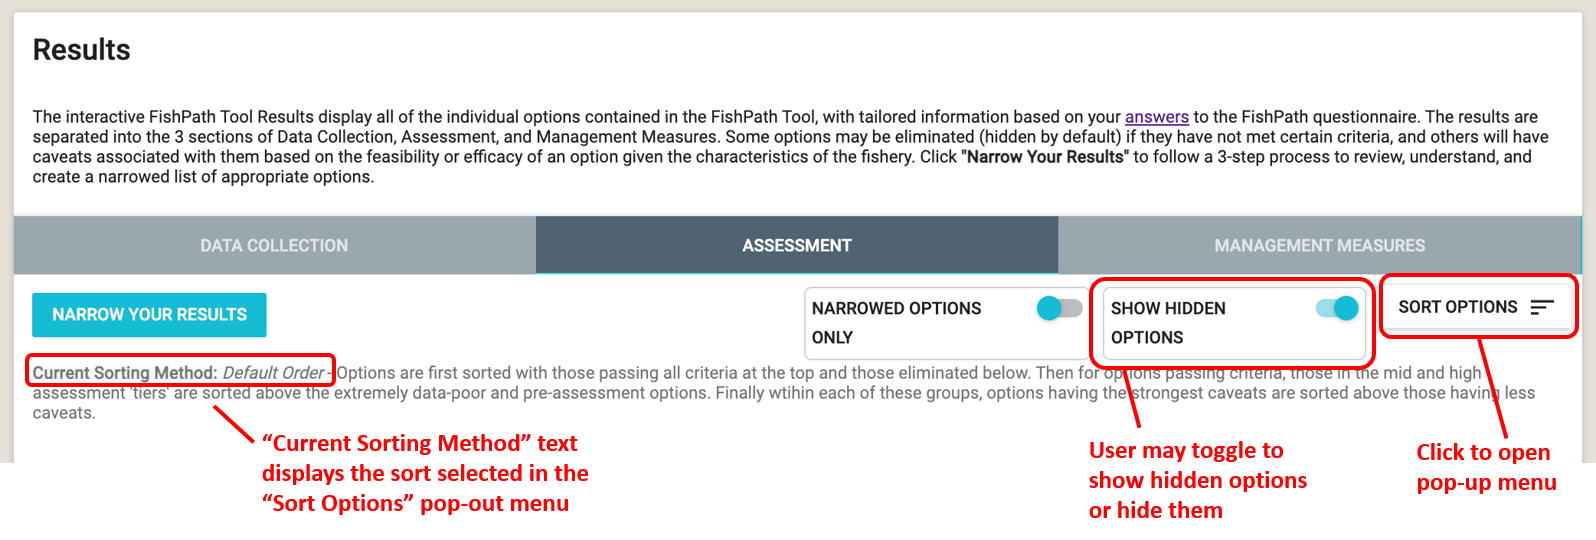 Results
The interactive FishPath Tool Results display all of the individual options contained in the FishPath Tool, with tailored information based on your answers to the FishPath questionnaire. The results are
separated into the 3 sections of Data Collection, Assessment, and Management Measures. Some options may be eliminated (hidden by default) if they have not met certain criteria, and others will have
caveats associated with them based on the feasibility or efficacy of an option given the characteristics of the fishery. Click "Narrow Your Results" to follow a 3-step process to review, understand, and
create a narrowed list of appropriate options.
DATA COLLECTION
ASSESSMENT
MANAGEMENT MEASURES
NARROW YOUR RESULTS
NARROWED OPTIONS
ONLY
SHOW HIDDEN
OPTIONS
SORT OPTIONS
Current Sorting Method: Default Order - Options are first sorted with those passing all criteria at the top and those eliminated below. Then for options passing criteria, those in the mid and high
assessment 'tiers' are sorted above the extremely data-poor and pre-assessment options. Finally wtihin each of these groups, options having the strongest caveats are sorted above those having less
caveats.
“Current Sorting Method” text
displays the sort selected in the
“Sort Options” pop-out menu
User may toggle to
show hidden options
or hide them
Click to open
pop-up menu